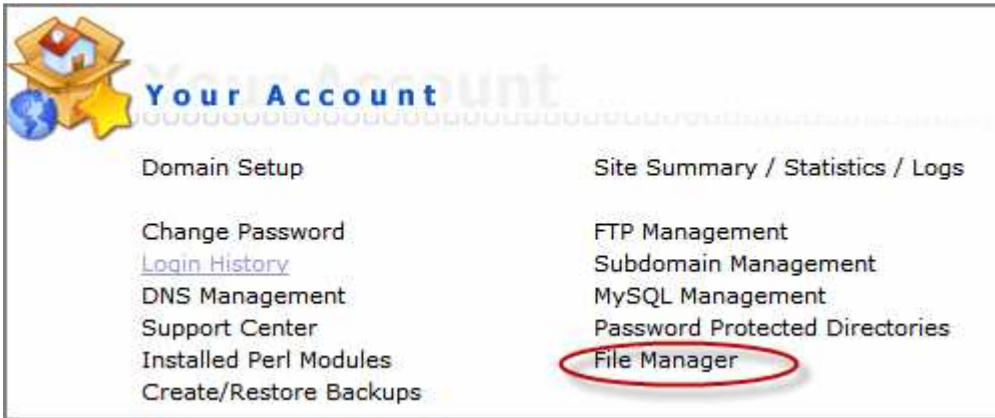 Your Account
Domain Setup
Site Summary / Statistics / Logs
Change Password
FTP Management
Login History
Subdomain Management
DNS Management
MySQL Management
Support Center
Password Protected Directories
Installed Perl Modules
File Manager
Create/Restore Backups